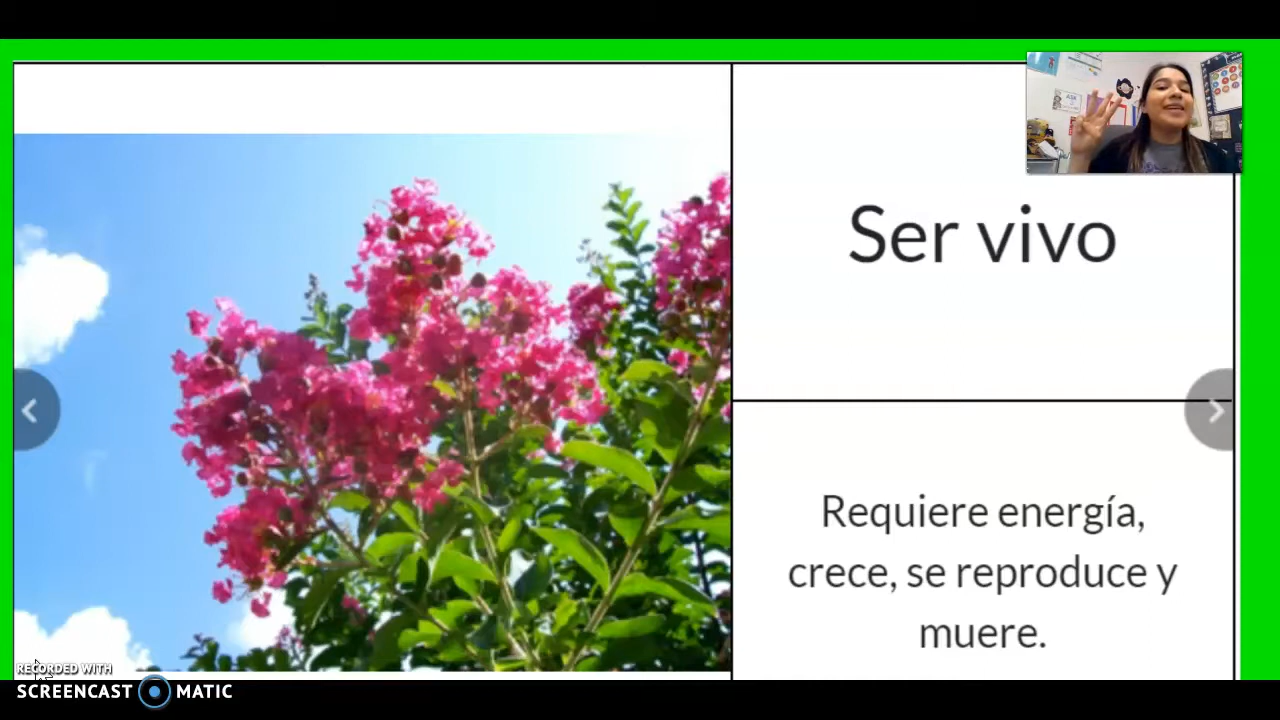 Ser vivo
Requiere energía,
crece, se reproduce y
muere.
RECORDED WITH
SCREENCAST MATIC